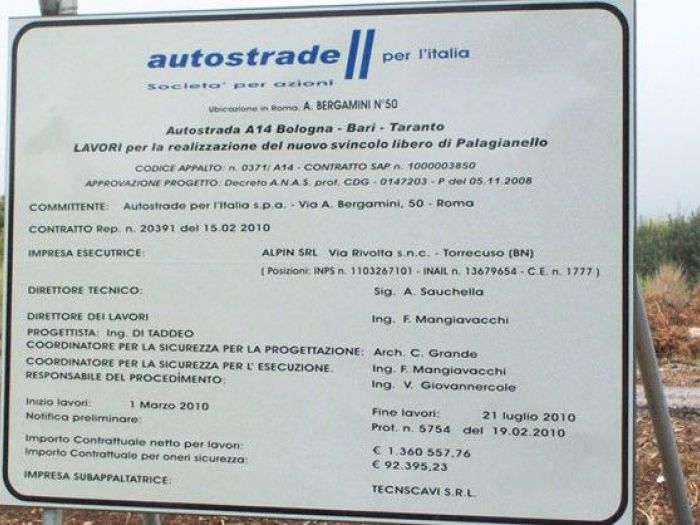 autostrade per l'italia
Societa' per azioni
Ubicazione in Roma. A. BERGAMINI N°50
Autostrada A14 Bologna - Bari - Taranto
LAVORI per la realizzazione del nuovo svincolo libero di Palagianello
CODICE APPALTO: n. 0371/ A14 - CONTRATTO SAP n. 1000003850
APPROVAZIONE PROGETTO: Decreto A.N.A.S. prot. CDG - 0147203 - P del 05.11.2008
COMMITTENTE: Autostrade per l'Italia s.p.a. - Via A. Bergamini, 50 - Roma
CONTRATTO Rep. n. 20391 del 15.02 2010
IMPRESA ESECUTRICE: ALPIN SRL Via Rivolta s.n.c. - Torrecuso (BN)
( Posizioni: INPS n. 1103267101 - INAIL n. 13679654 - C.E. n. 1777 )
DIRETTORE TECNICO: Sig. A. Sauchella
DIRETTORE DEI LAVORI Ing. F. Mangiavacchi
PROGETTISTA: Ing. DI TADDEO
COORDINATORE PER LA SICUREZZA PER LA PROGETTAZIONE: Arch. C. Grande
COORDINATORE PER LA SICUREZZA PER L' ESECUZIONE. Ing. F. Mangiavacchi
RESPONSABILE DEL PROCEDIMENTO: Ing. V. Giovannercole
Inizio lavori: 1 Marzo 2010 Fine lavori: 21 luglio 2010
Notifica preliminare: Prot. n. 5754 del 19.02.2010
Importo Contrattuale netto per lavori: € 1.360 557,76
Importo Contrattuale per oneri sicurezza: € 92.395,23
IMPRESA SUBAPPALTATRICE: TECNSCAVI S.R.L.